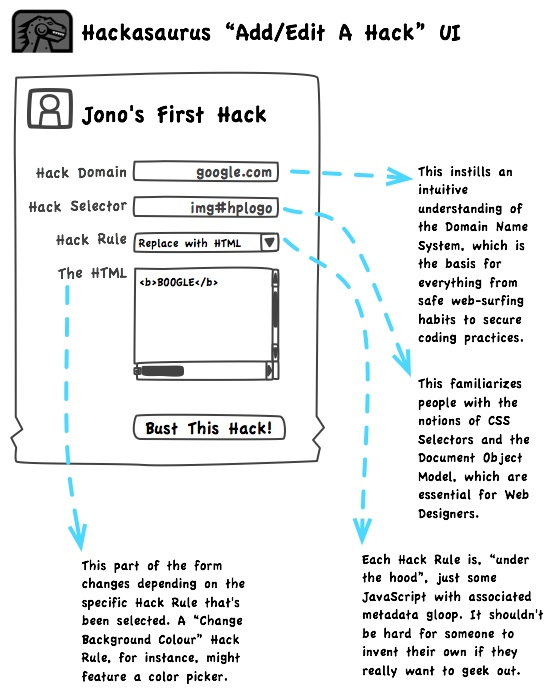 Hackasaurus “Add/Edit A Hack” UI
Jono's First Hack
Hack Domain
google.com
Hack Selector
img#hplogo
Hack Rule
Replace with HTML
The HTML
<b>BOOGLE</b>
Bust This Hack!
This instills an
intuitive
understanding of
the Domain Name
System, which is
the basis for
everything from
safe web-surfing
habits to secure
coding practices.
This familiarizes
people with the
notions of CSS
Selectors and the
Document Object
Model, which are
essential for Web
Designers.
Each Hack Rule is, “under
the hood”, just some
JavaScript with associated
metadata gloop. It shouldn't
be hard for someone to
invent their own if they
really want to geek out.
This part of the form
changes depending on the
specific Hack Rule that's
been selected. A “Change
Background Colour” Hack
Rule, for instance, might
feature a color picker.